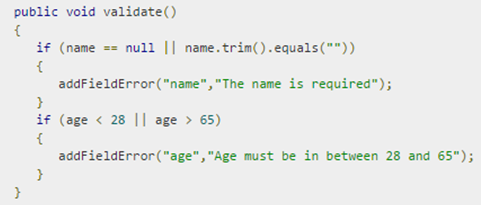 public void validate()
{
if (name == null || name.trim().equals(""))
{
addFieldError("name","The name is required");
}
if (age < 28 || age > 65)
{
addFieldError("age","Age must be in between 28 and 65");
}
}